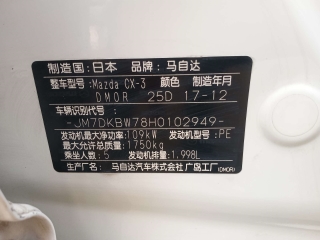 制造国:日本 品牌:马自达
整车型号:Mazda CX-3 颜色 制造年月
DMOR 25D 17-12
车辆识别代号:
-JM7DKBW78H0102949-
发动机最大净功率:109kW 发动机型号:PE
最大允许总质量:1750kg
乘坐人数:5 发动机排量:1.998L
生产厂名: 马自达汽车株式会社 广岛工厂(DMOR)